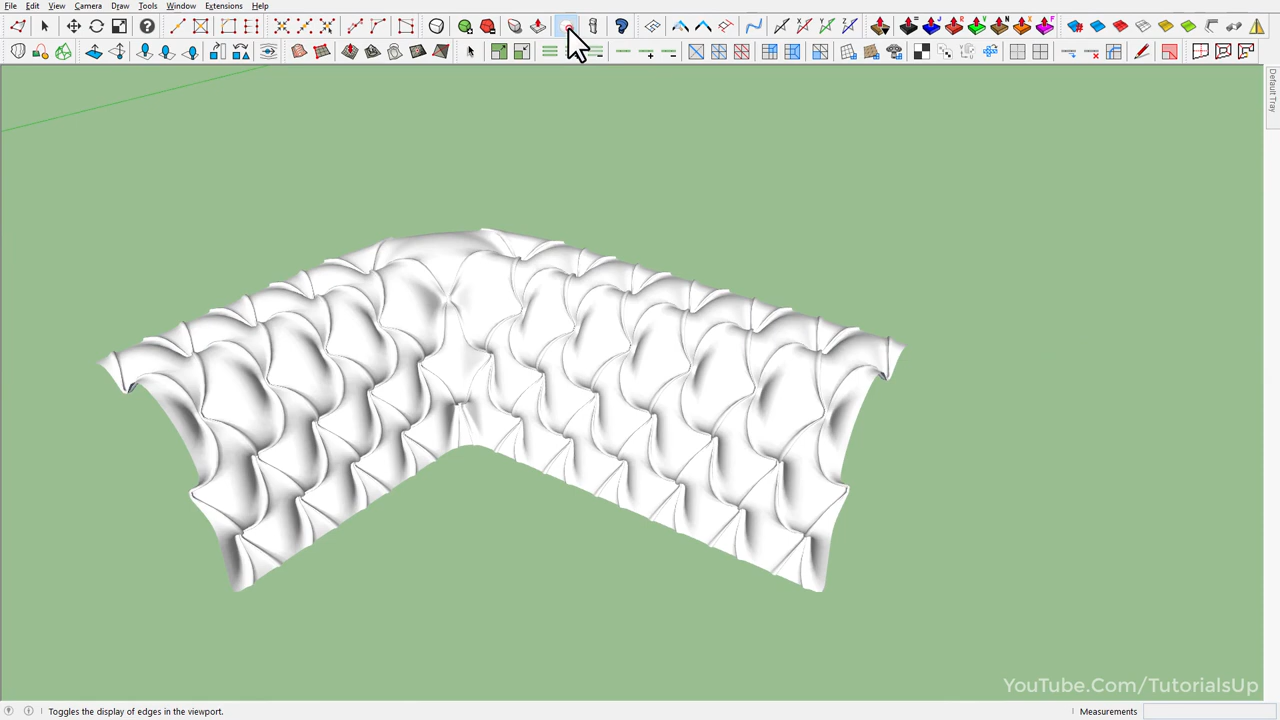 File Edit View Camera Draw Tools Window Extensions Help
Default Tray
YouTube.Com/TutorialsUp
Toggles the display of edges in the viewport.
Measurements